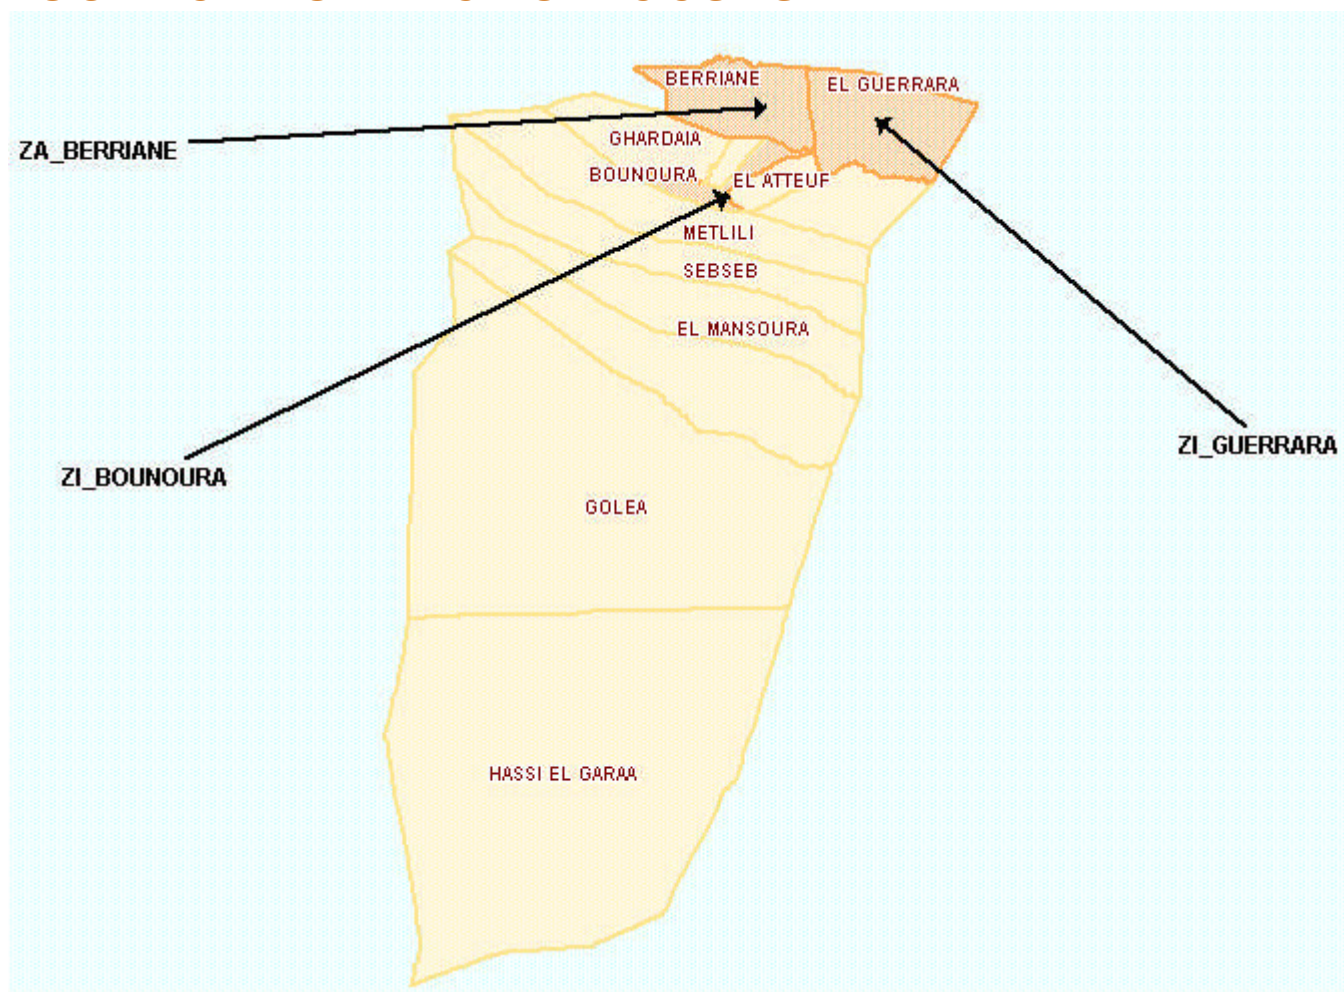 BERRIANE
EL GUERRARA
ZA_BERRIANE
GHARDAIA
BOUNOURA
EL ATTEUF
METLILI
SEBSEB
EL MANSOURA
ZI_GUERRARA
ZI_BOUNOURA
GOLEA
HASSI EL GARAA